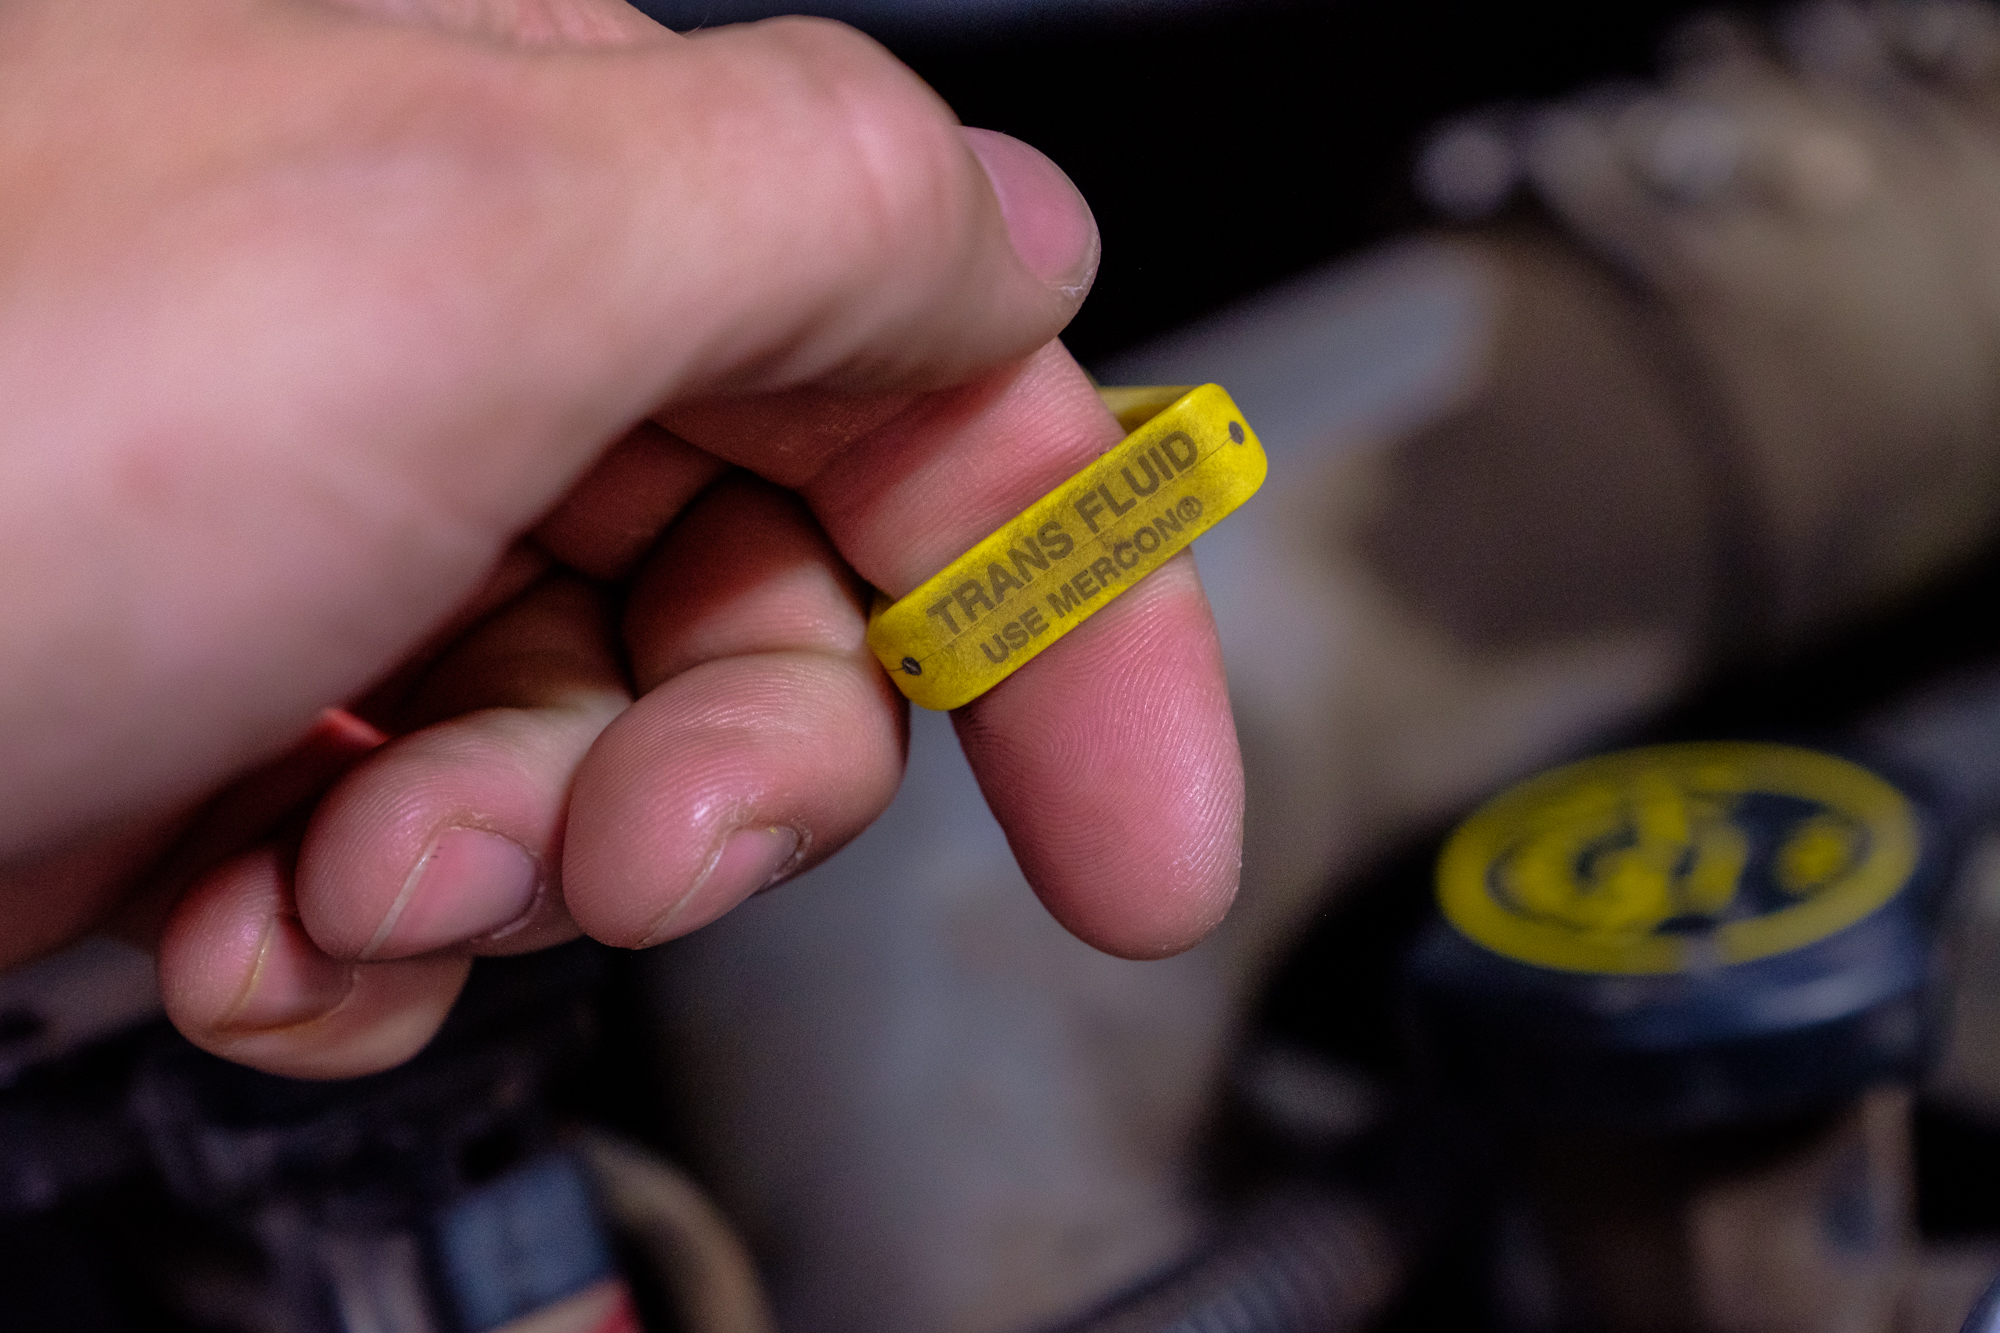 TRANS FLUID
USE MERCON®